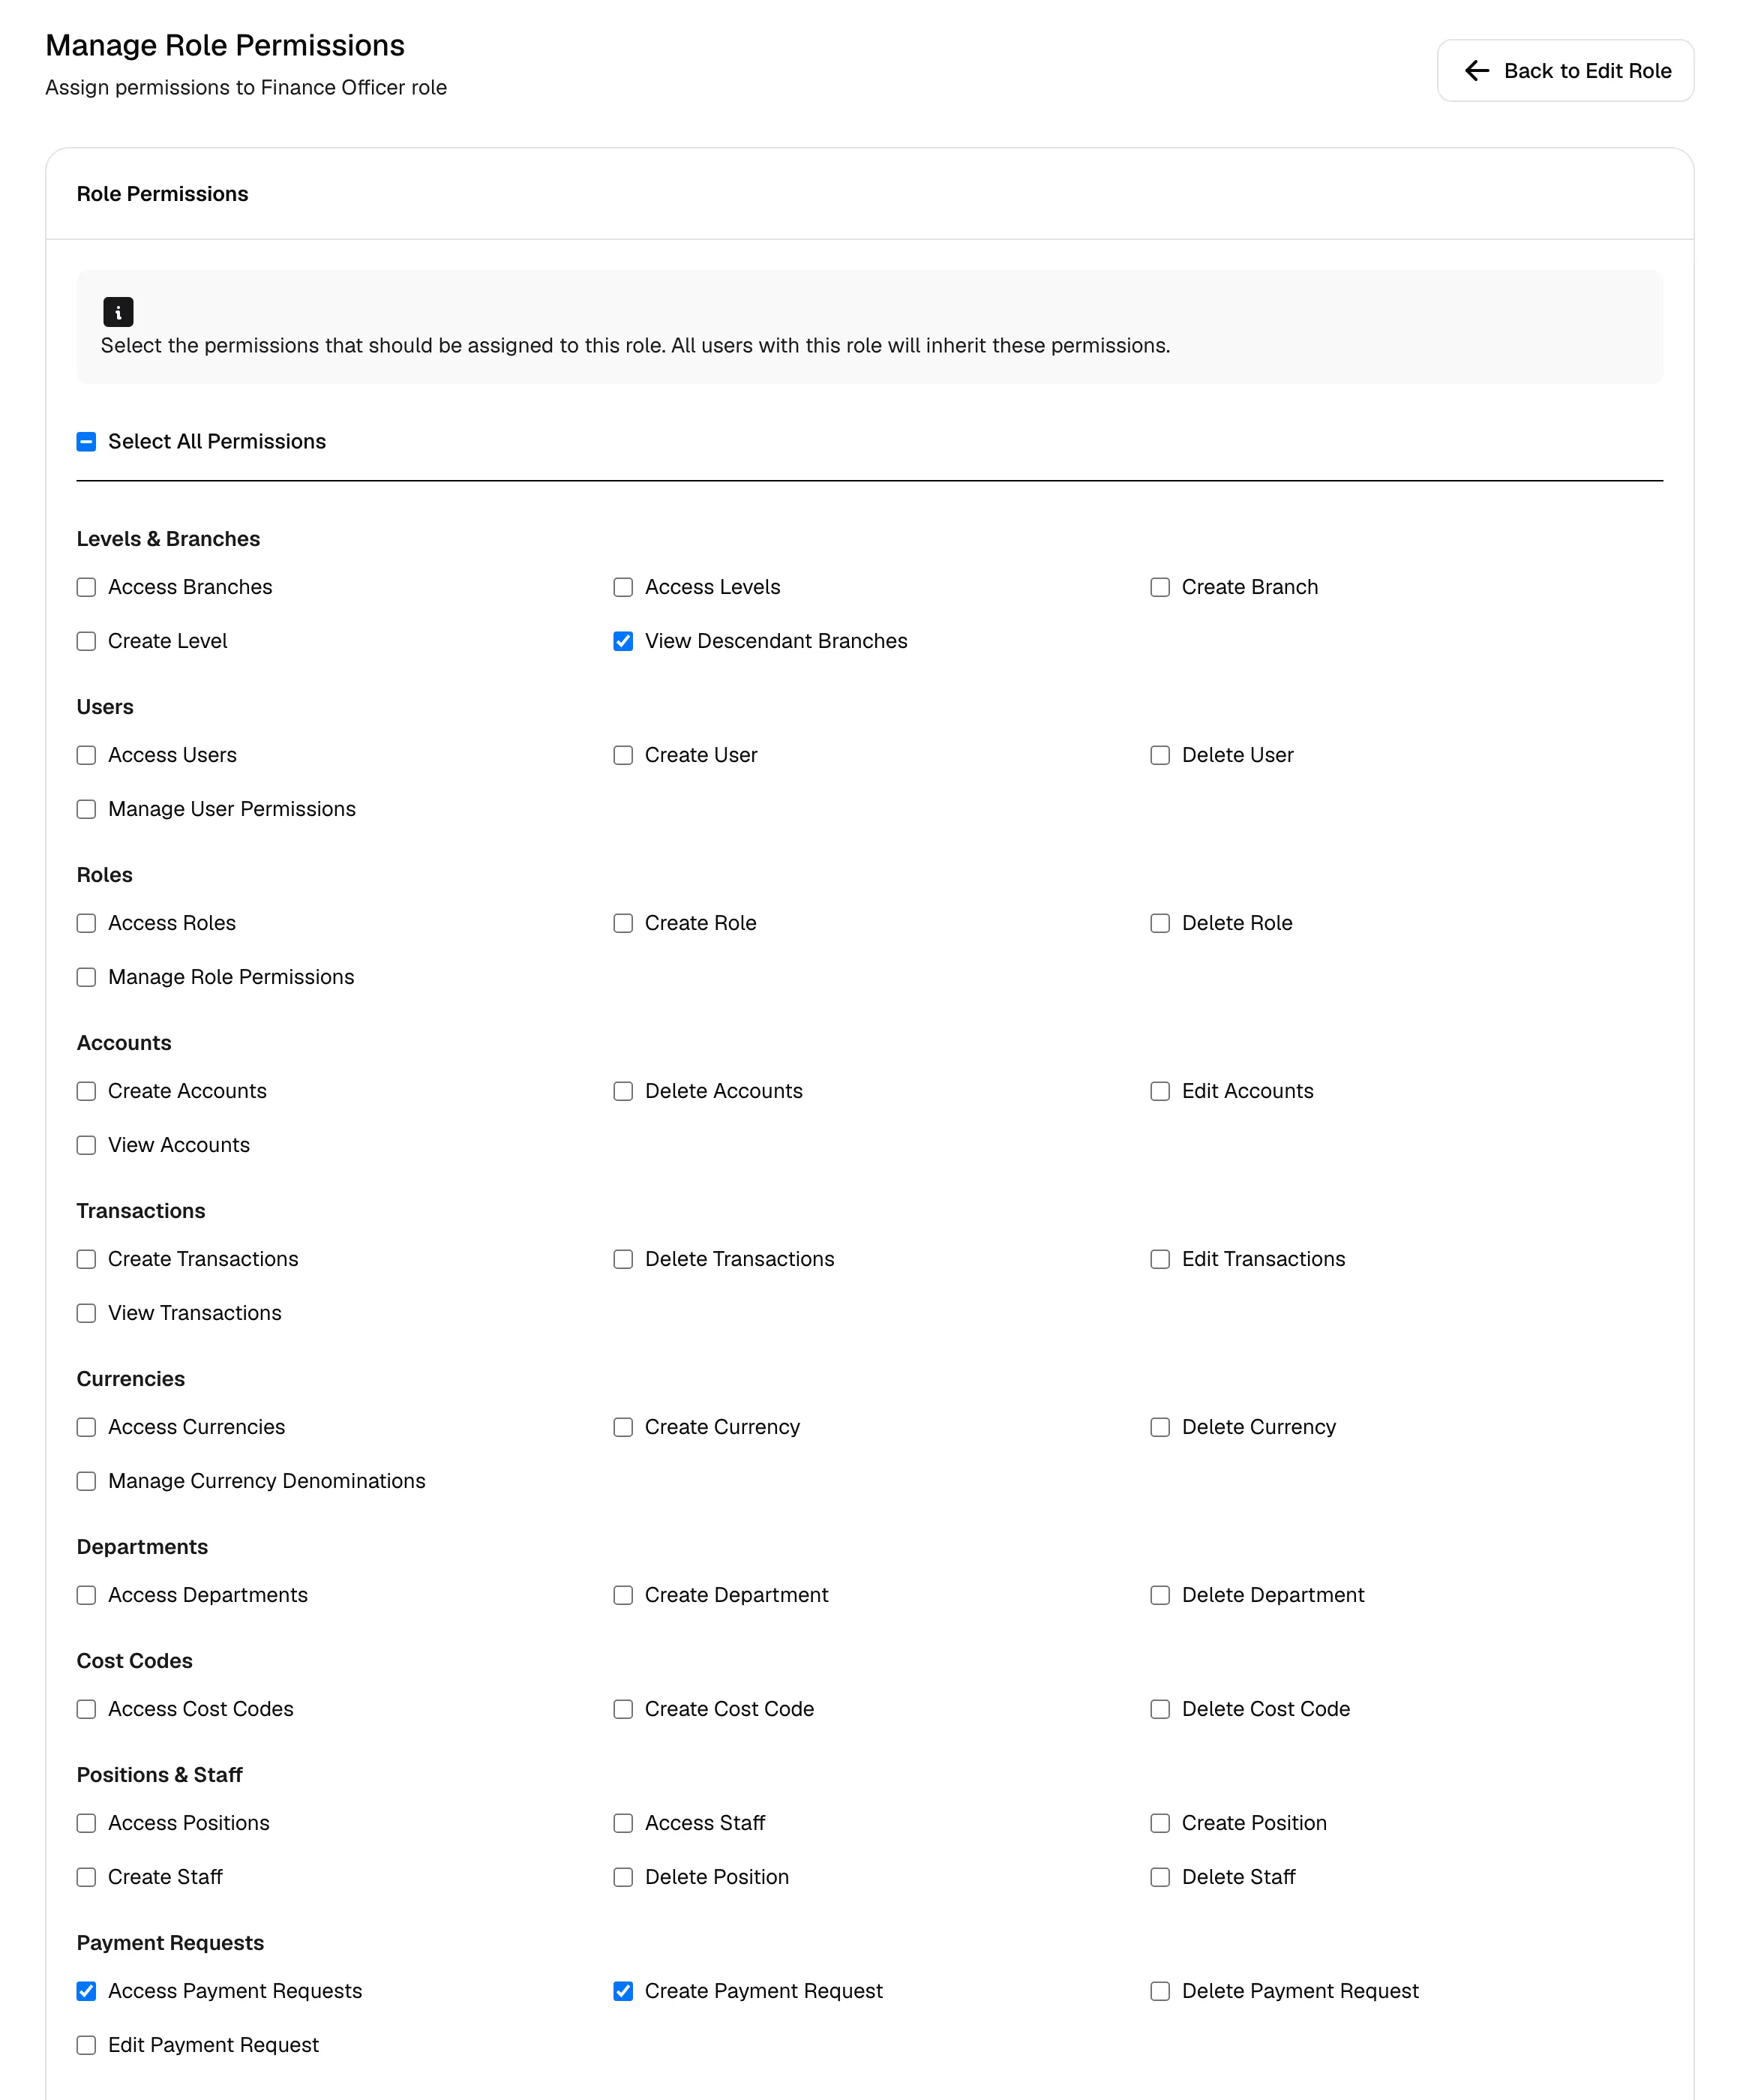 Manage Role Permissions
Assign permissions to Finance Officer role
Back to Edit Role
Role Permissions
Select the permissions that should be assigned to this role. All users with this role will inherit these permissions.
Select All Permissions
Levels & Branches
Access Branches
Access Levels
Create Branch
Create Level
View Descendant Branches
Users
Access Users
Create User
Delete User
Manage User Permissions
Roles
Access Roles
Create Role
Delete Role
Manage Role Permissions
Accounts
Create Accounts
Delete Accounts
Edit Accounts
View Accounts
Transactions
Create Transactions
Delete Transactions
Edit Transactions
View Transactions
Currencies
Access Currencies
Create Currency
Delete Currency
Manage Currency Denominations
Departments
Access Departments
Create Department
Delete Department
Cost Codes
Access Cost Codes
Create Cost Code
Delete Cost Code
Positions & Staff
Access Positions
Access Staff
Create Position
Create Staff
Delete Position
Delete Staff
Payment Requests
Access Payment Requests
Create Payment Request
Delete Payment Request
Edit Payment Request